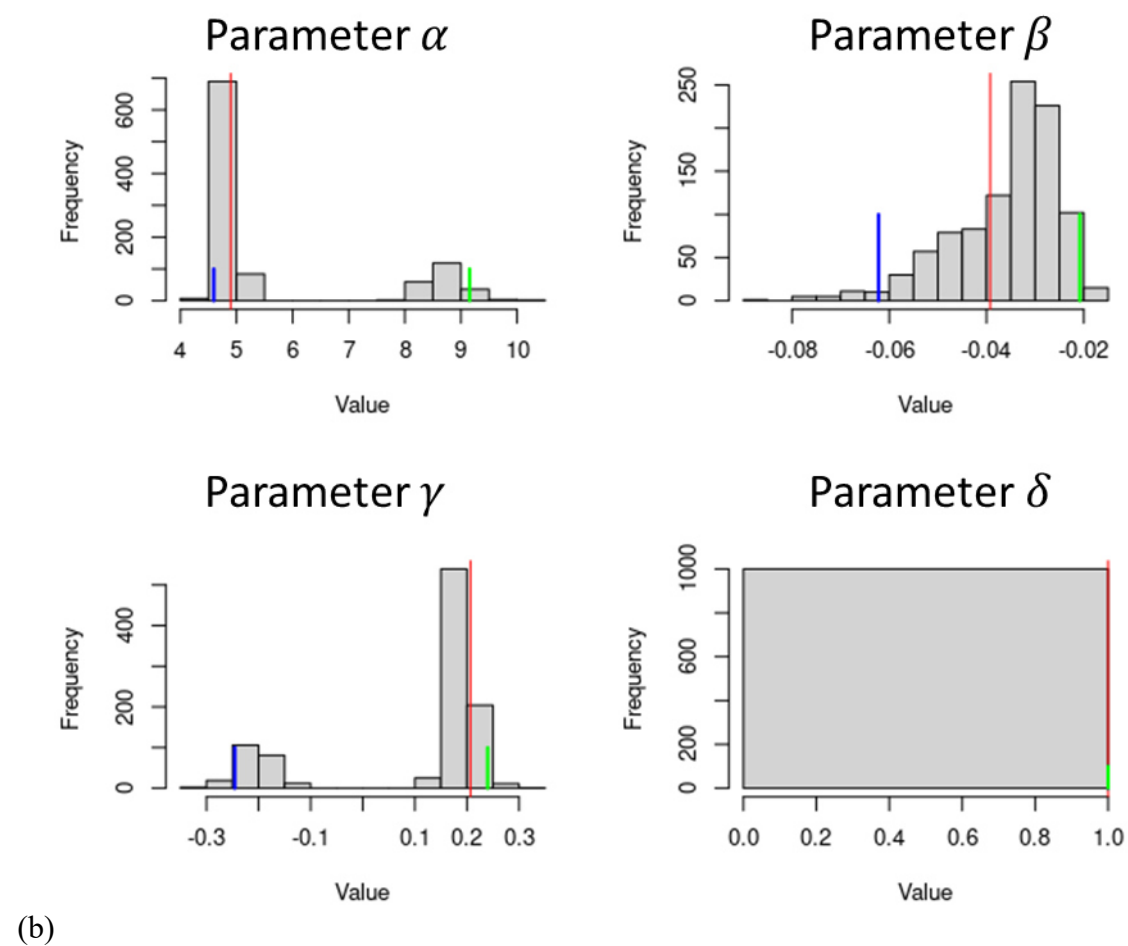 Parameter α
Frequency
0 200 400 600
4 5 6 7 8 9 10
Value
Parameter β
Frequency
0 50 150 250
-0.08 -0.06 -0.04 -0.02
Value
Parameter γ
Frequency
0 200 400
-0.3 -0.1 0.1 0.2 0.3
Value
Parameter δ
Frequency
0 200 600 1000
0.0 0.2 0.4 0.6 0.8 1.0
Value
(b)